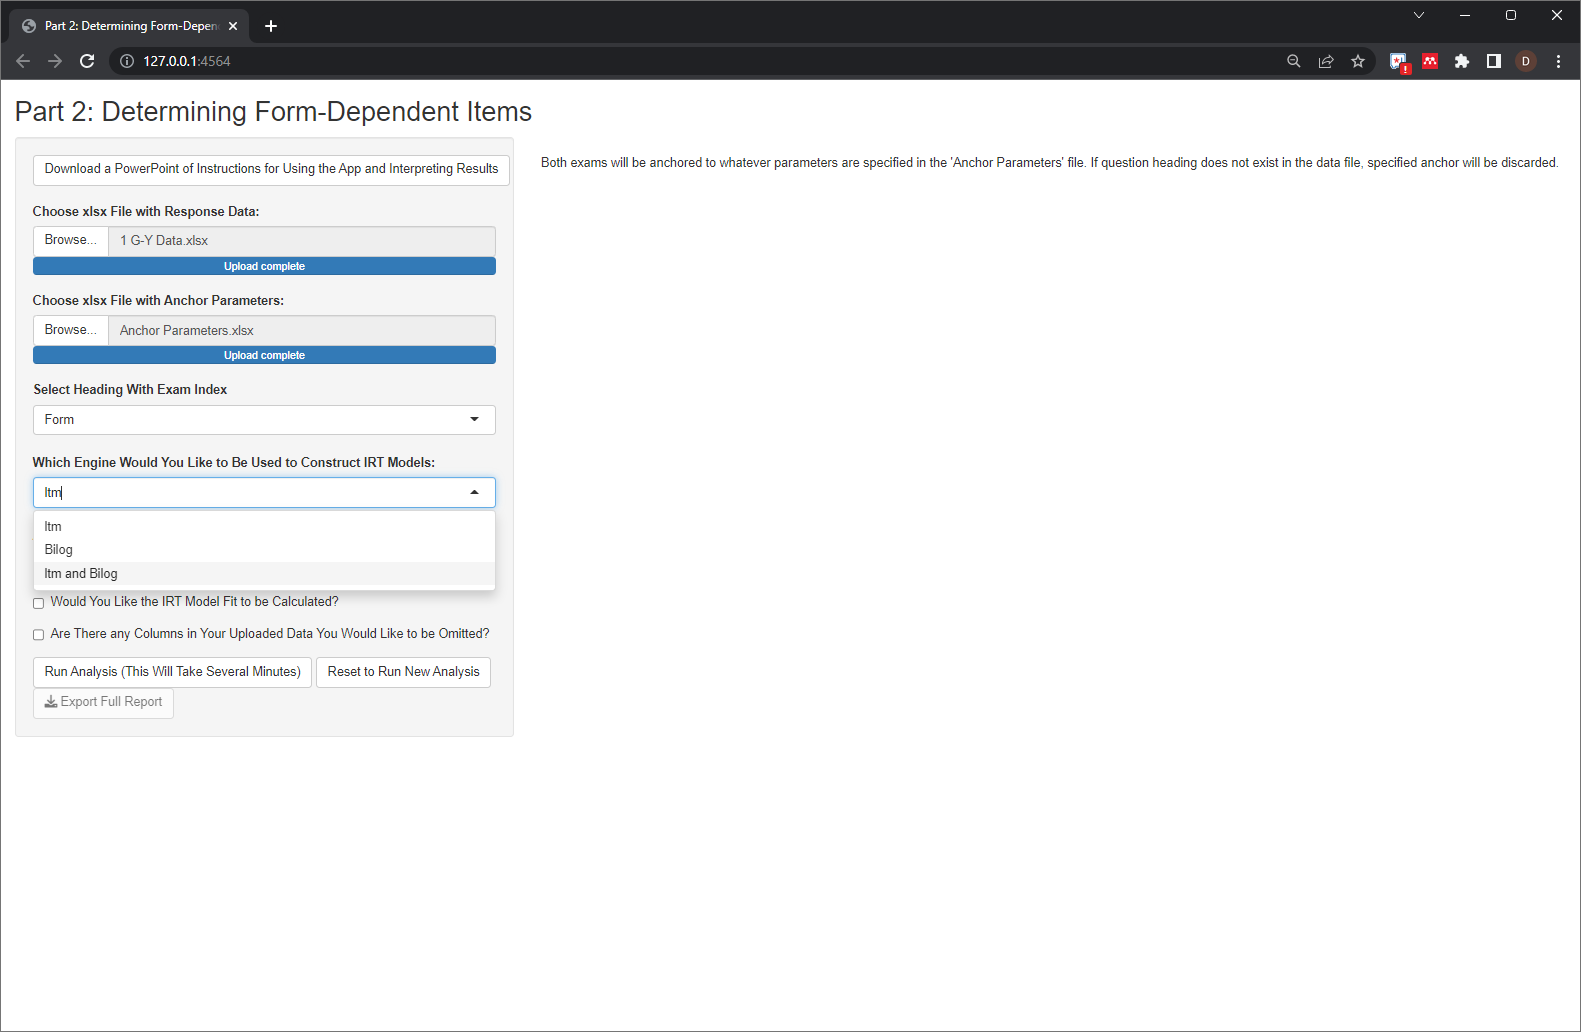 Part 2: Determining Form-Depen
127.0.0.1:4564
D
Part 2: Determining Form-Dependent Items
Download a PowerPoint of Instructions for Using the App and Interpreting Results
Both exams will be anchored to whatever parameters are specified in the 'Anchor Parameters' file. If question heading does not exist in the data file, specified anchor will be discarded.
Choose xlsx File with Response Data:
Browse... 1 G-Y Data.xlsx
Upload complete
Choose xlsx File with Anchor Parameters:
Browse... Anchor Parameters.xlsx
Upload complete
Select Heading With Exam Index
Form
Which Engine Would You Like to Be Used to Construct IRT Models:
ltm
ltm
Bilog
ltm and Bilog
Would You Like the IRT Model Fit to be Calculated?
Are There any Columns in Your Uploaded Data You Would Like to be Omitted?
Run Analysis (This Will Take Several Minutes) Reset to Run New Analysis
Export Full Report